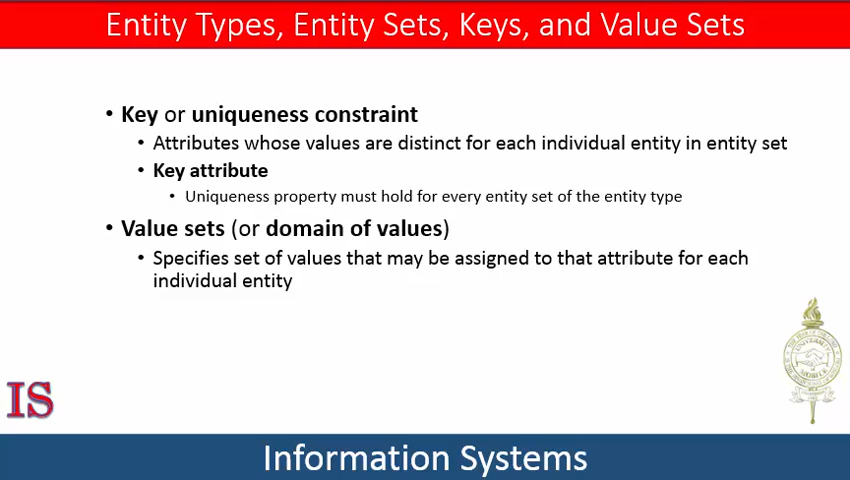 Entity Types, Entity Sets, Keys, and Value Sets
• Key or uniqueness constraint
• Attributes whose values are distinct for each individual entity in entity set
• Key attribute
• Uniqueness property must hold for every entity set of the entity type
• Value sets (or domain of values)
• Specifies set of values that may be assigned to that attribute for each
individual entity
UNIVERSITY
OF MOBILE
IS
Information Systems